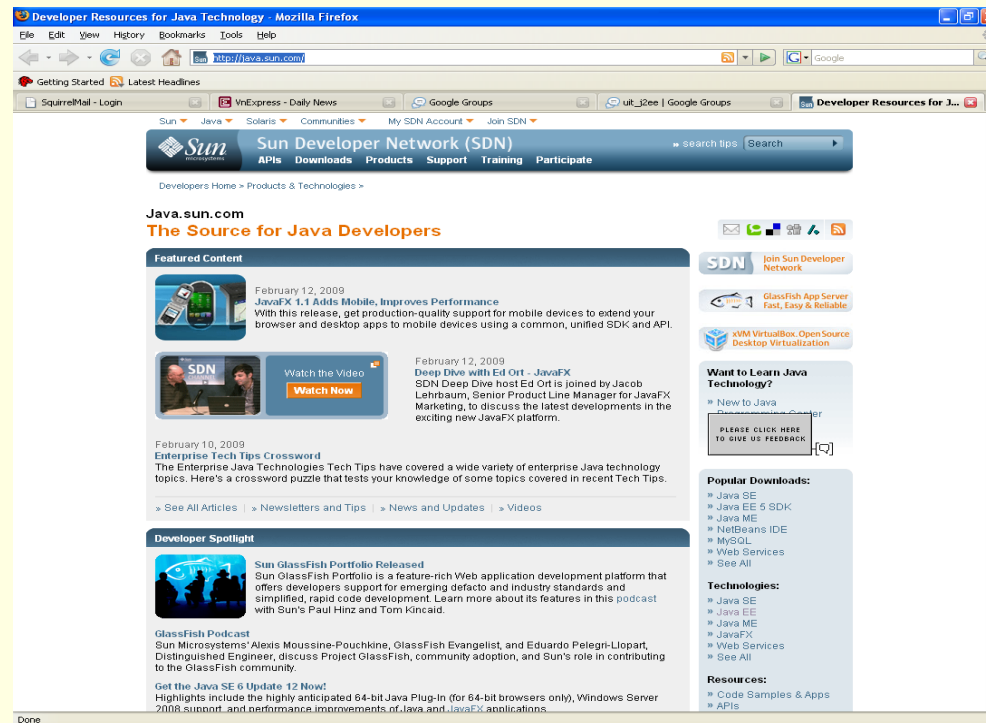 Developer Resources for Java Technology - Mozilla Firefox
File Edit View History Bookmarks Tools Help
http://java.sun.com/
Google
Getting Started Latest Headlines
SquirrelMail - Login
VnExpress - Daily News
Google Groups
uit_j2ee | Google Groups
Developer Resources for J...
Sun Java Solaris Communities My SDN Account Join SDN
Sun microsystems
Sun Developer Network (SDN)
» search tips Search
APIs Downloads Products Support Training Participate
Developers Home > Products & Technologies >
Java.sun.com
The Source for Java Developers
Featured Content
February 12, 2009
JavaFX 1.1 Adds Mobile, Improves Performance
With this release, get production-quality support for mobile devices to extend your
browser and desktop apps to mobile devices using a common, unified SDK and API.
SDN
CHANNEL
Watch the Video
Watch Now
February 12, 2009
Deep Dive with Ed Ort - JavaFX
SDN Deep Dive host Ed Ort is joined by Jacob
Lehrbaum, Senior Product Line Manager for JavaFX
Marketing, to discuss the latest developments in the
exciting new JavaFX platform.
February 10, 2009
Enterprise Tech Tips Crossword
The Enterprise Java Technologies Tech Tips have covered a wide variety of enterprise Java technology
topics. Here's a crossword puzzle that tests your knowledge of some topics covered in recent Tech Tips.
» See All Articles | » Newsletters and Tips | » News and Updates | » Videos
Developer Spotlight
Sun GlassFish Portfolio Released
Sun GlassFish Portfolio is a feature-rich Web application development platform that
offers developers support for emerging defacto and industry standards and
simplified, rapid code development. Learn more about its features in this podcast
with Sun's Paul Hinz and Tom Kincaid.
GlassFish Podcast
Sun Microsystems' Alexis Moussine-Pouchkine, GlassFish Evangelist, and Eduardo Pelegri-Llopart,
Distinguished Engineer, discuss Project GlassFish, community adoption, and Sun's role in contributing
to the GlassFish community.
Get the Java SE 6 Update 12 Now!
Highlights include the highly anticipated 64-bit Java Plug-In (for 64-bit browsers only), Windows Server
2008 support, and performance improvements of Java and JavaFX applications.
SDN
Join Sun Developer
Network
GlassFish App Server
Fast, Easy & Reliable
xVM VirtualBox. Open Source
Desktop Virtualization
Want to Learn Java
Technology?
» New to Java
Programming Center
PLEASE CLICK HERE
TO GIVE US FEEDBACK
Popular Downloads:
» Java SE
» Java EE 5 SDK
» Java ME
» NetBeans IDE
» MySQL
» Web Services
» See All
Technologies:
» Java SE
» Java EE
» Java ME
» JavaFX
» Web Services
» See All
Resources:
» Code Samples & Apps
» APIs
Done